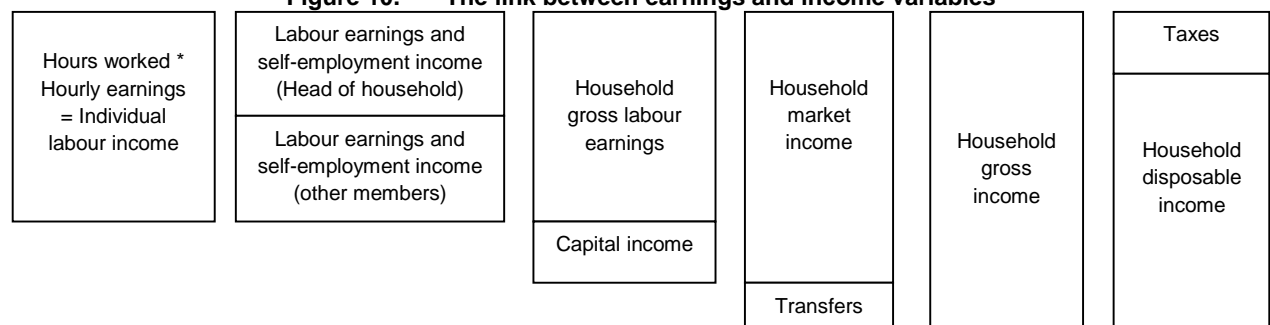 Figure 10. The link between earnings and income variables
Hours worked *
Hourly earnings
= Individual
labour income
Labour earnings and
self-employment income
(Head of household)
Labour earnings and
self-employment income
(other members)
Household
gross labour
earnings
Capital income
Household
market
income
Transfers
Household
gross
income
Taxes
Household
disposable
income